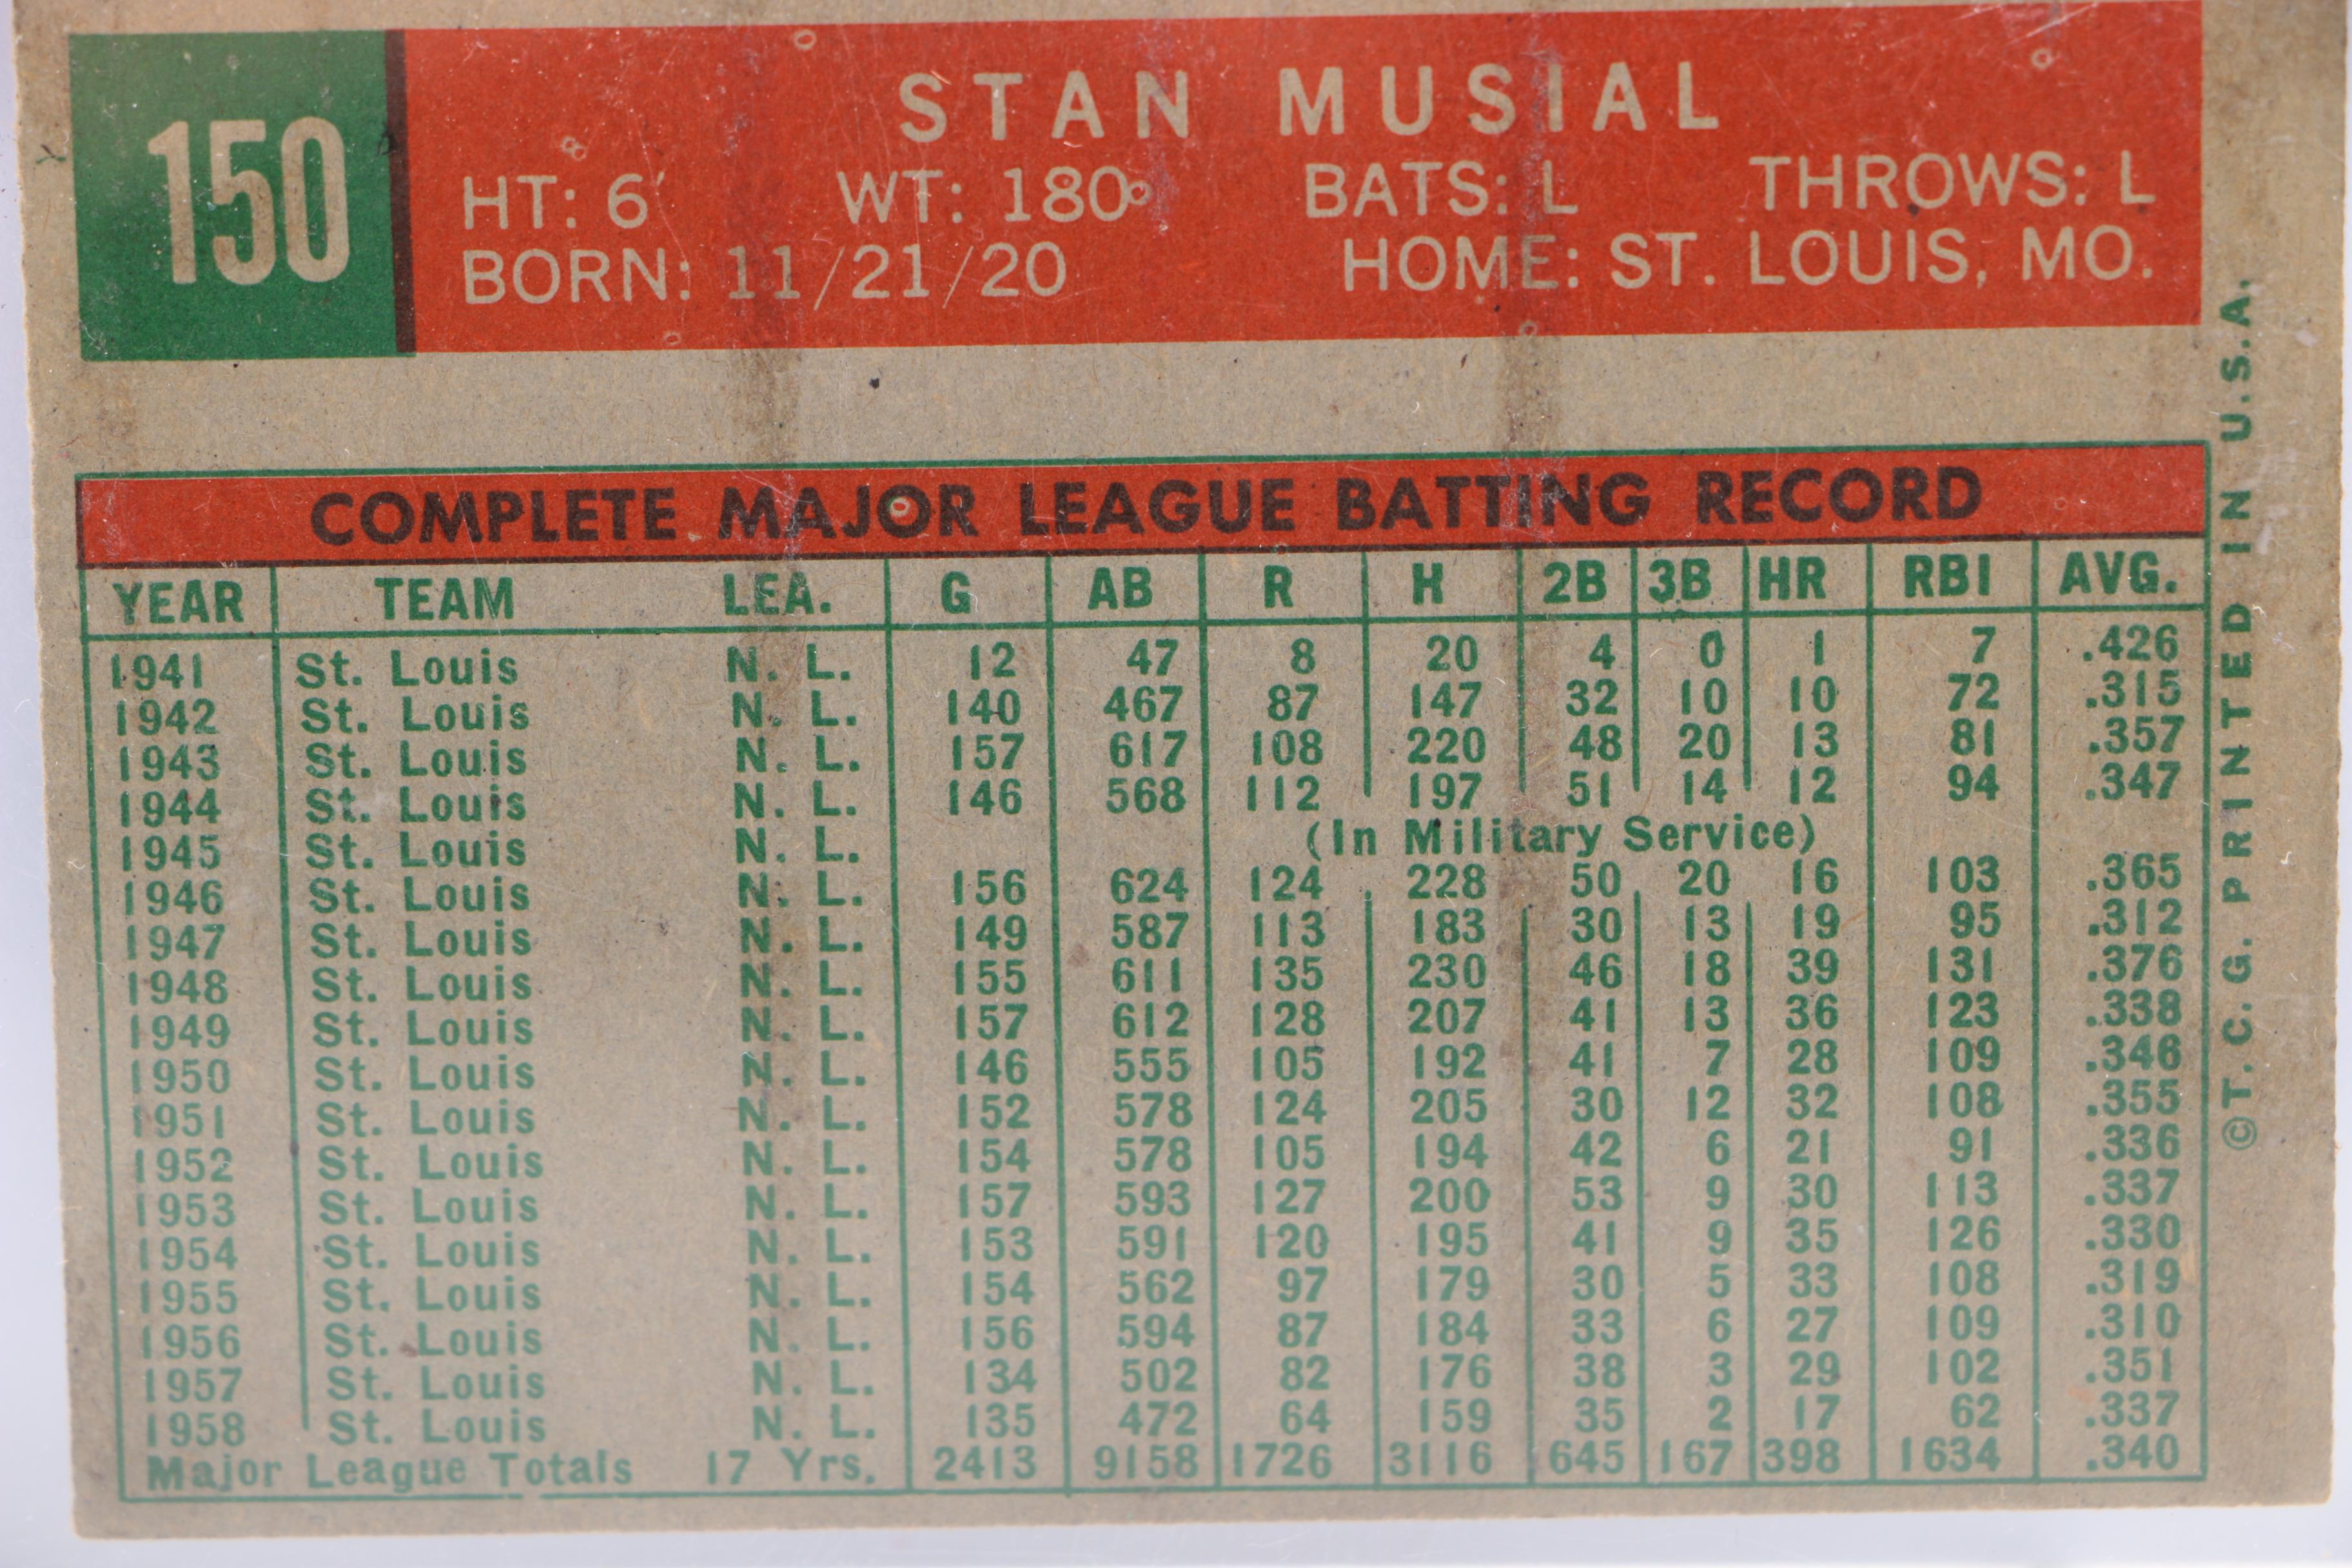 150
STAN MUSIAL
HT: 6' WT: 180 BATS: L THROWS: L
BORN: 11/21/20 HOME: ST. LOUIS, MO.
COMPLETE MAJOR LEAGUE BATTING RECORD
YEAR TEAM LEA. G AB R H 2B 3B HR RBI AVG.
1941 St. Louis N. L. 12 47 8 20 4 0 1 7 .426
1942 St. Louis N. L. 140 467 87 147 32 10 10 72 .315
1943 St. Louis N. L. 157 617 108 220 48 20 13 81 .357
1944 St. Louis N. L. 146 568 112 197 51 14 12 94 .347
1945 St. Louis N. L. (In Military Service)
1946 St. Louis N. L. 156 624 124 228 50 20 16 103 .365
1947 St. Louis N. L. 149 587 113 183 30 13 19 95 .312
1948 St. Louis N. L. 155 611 135 230 46 18 39 131 .376
1949 St. Louis N. L. 157 612 128 207 41 13 36 123 .338
1950 St. Louis N. L. 146 555 105 192 41 7 28 109 .346
1951 St. Louis N. L. 152 578 124 205 30 12 32 108 .355
1952 St. Louis N. L. 154 578 105 194 42 6 21 91 .336
1953 St. Louis N. L. 157 593 127 200 53 9 30 113 .337
1954 St. Louis N. L. 153 591 120 195 41 9 35 126 .330
1955 St. Louis N. L. 154 562 97 179 30 5 33 108 .319
1956 St. Louis N. L. 156 594 87 184 33 6 27 109 .310
1957 St. Louis N. L. 134 502 82 176 38 3 29 102 .351
1958 St. Louis N. L. 135 472 64 159 35 2 17 62 .337
Major League Totals 17 Yrs. 2413 9158 1726 3116 645 167 398 1634 .340
©T. C. G. PRINTED IN U.S.A.